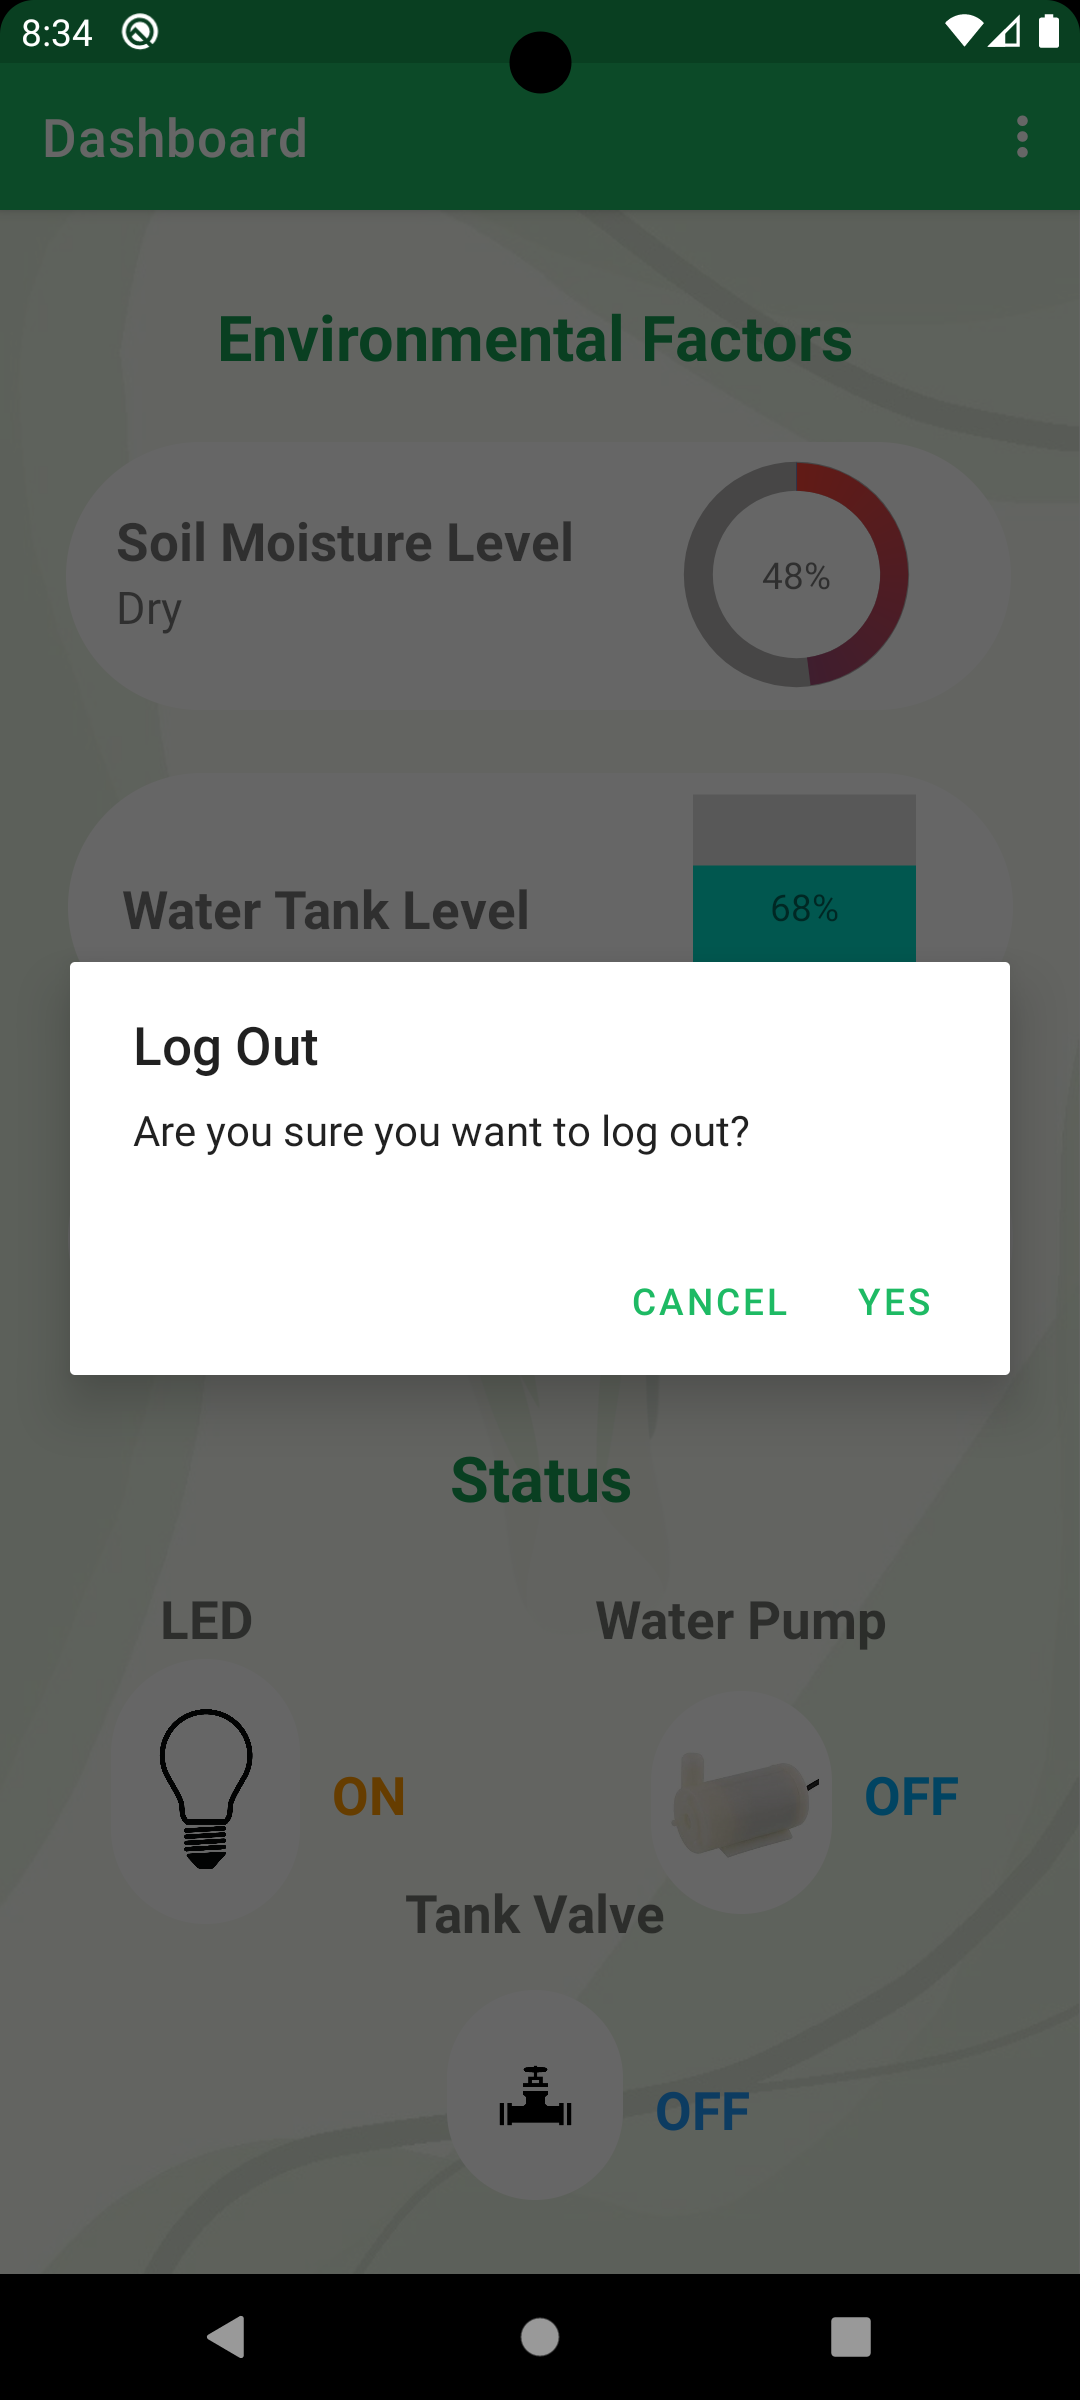 8:34
Dashboard
Environmental Factors
Soil Moisture Level
Dry
48%
Water Tank Level
68%
Log Out
Are you sure you want to log out?
CANCEL YES
Status
LED
Water Pump
ON
OFF
Tank Valve
OFF